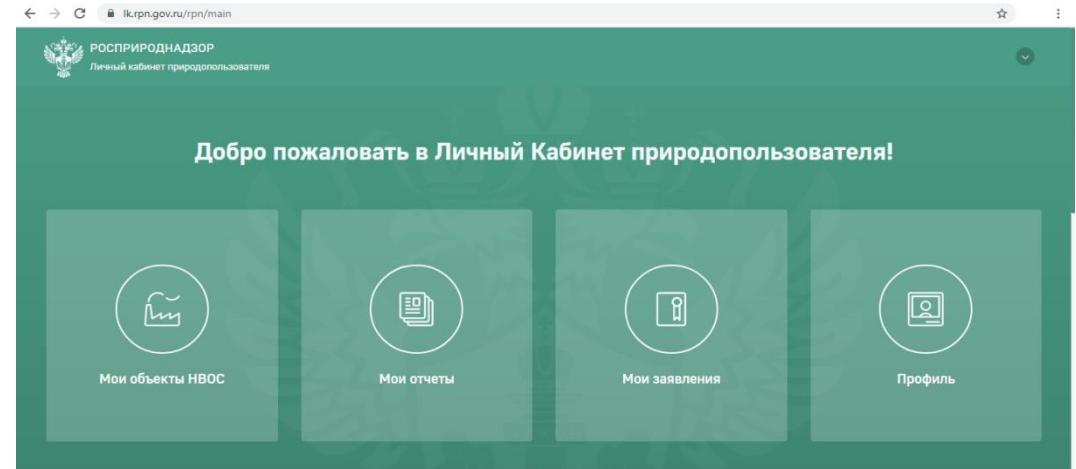 lk.rpn.gov.ru/rpn/main
РОСПРИРОДНАДЗОР
Личный кабинет природопользователя
Добро пожаловать в Личный Кабинет природопользователя!
Мои объекты НВОС
Мои отчеты
Мои заявления
Профиль